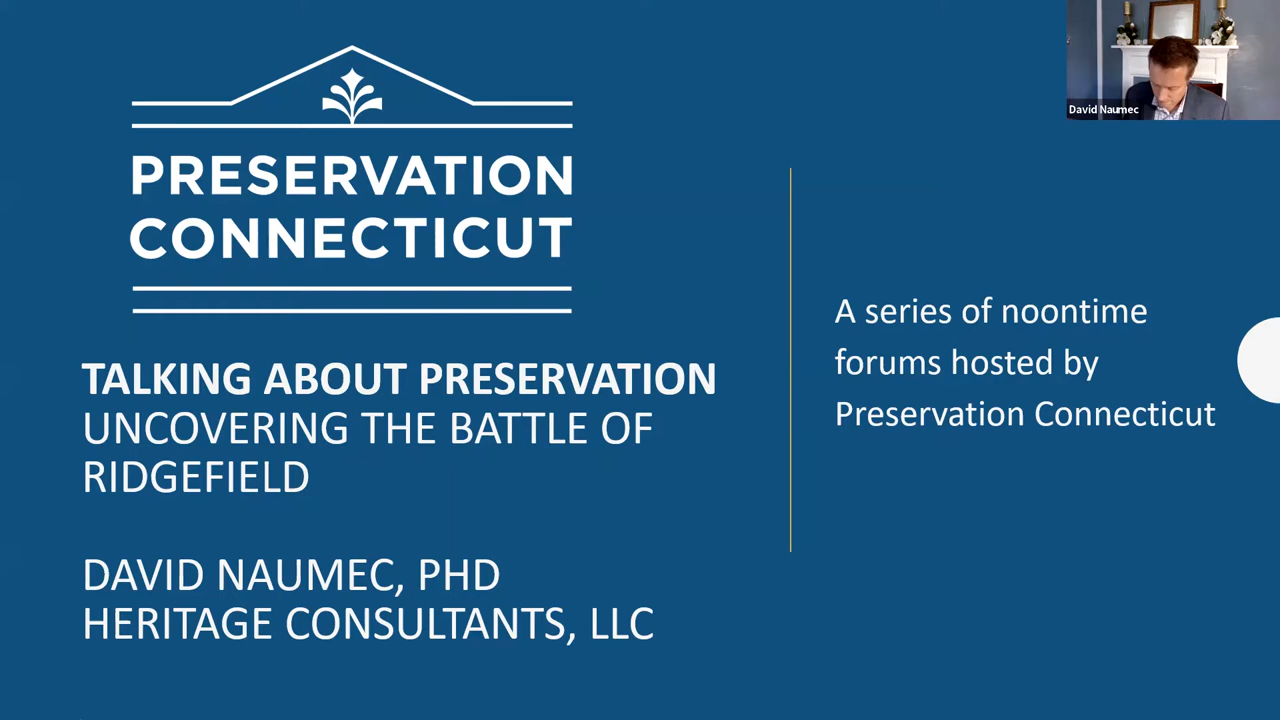 PRESERVATION
CONNECTICUT
TALKING ABOUT PRESERVATION
UNCOVERING THE BATTLE OF
RIDGEFIELD
DAVID NAUMEC, PHD
HERITAGE CONSULTANTS, LLC
A series of noontime
forums hosted by
Preservation Connecticut
David Naumec